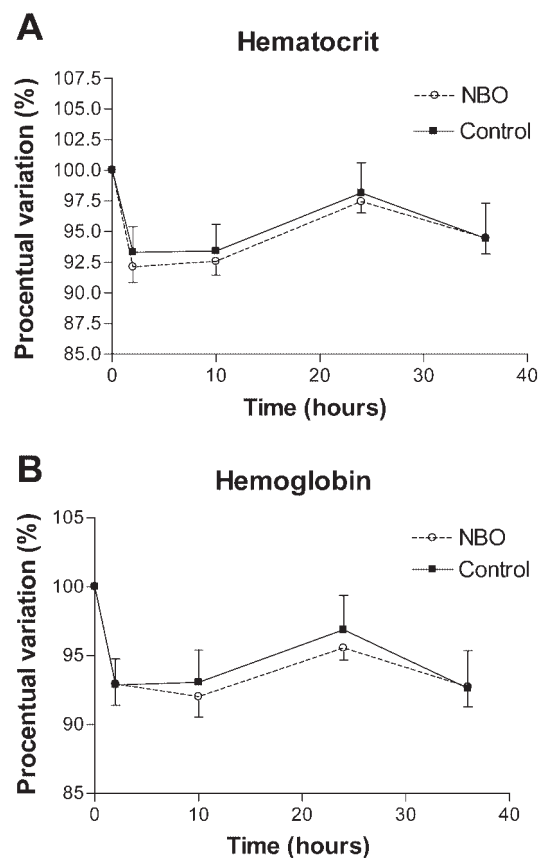 A
Hematocrit
Procentual variation (%)
107.5
105.0
102.5
100.0
97.5
95.0
92.5
90.0
87.5
85.0
NBO
Control
0 10 20 30 40
Time (hours)
B
Hemoglobin
Procentual variation (%)
105
100
95
90
85
NBO
Control
0 10 20 30 40
Time (hours)